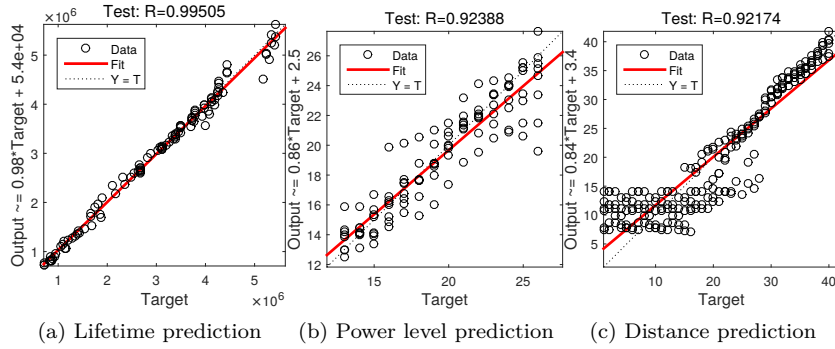 Test: R=0.99505
×10⁶
Output ~= 0.98*Target + 5.4e+04
5
4
3
2
1
Data
Fit
Y = T
1 2 3 4 5
Target
×10⁶
(a) Lifetime prediction
Test: R=0.92388
Output ~= 0.86*Target + 2.5
26
24
22
20
18
16
14
12
Data
Fit
Y = T
15 20 25
Target
(b) Power level prediction
Test: R=0.92174
Output ~= 0.84*Target + 3.4
40
35
30
25
20
15
10
5
Data
Fit
Y = T
10 20 30 40
Target
(c) Distance prediction